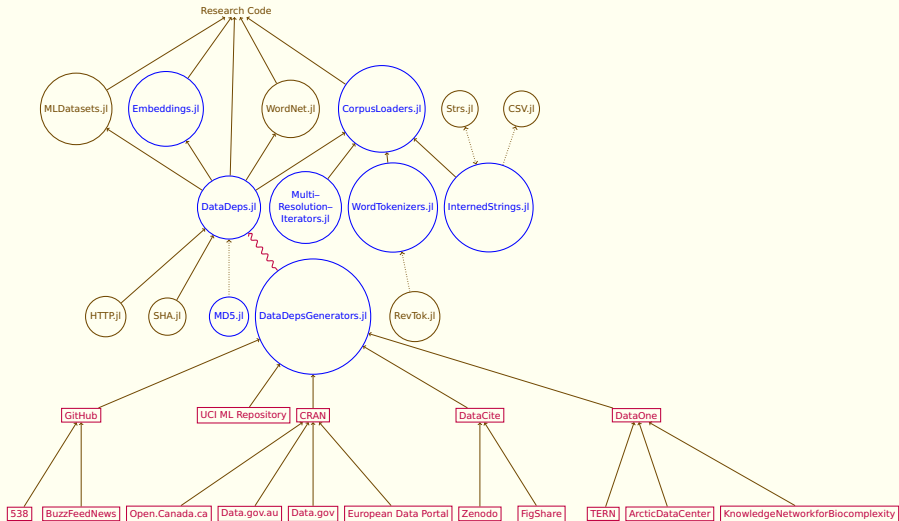 Research Code
MLDatasets.jl
Embeddings.jl
WordNet.jl
CorpusLoaders.jl
Strs.jl
CSV.jl
DataDeps.jl
Multi–
Resolution–
Iterators.jl
WordTokenizers.jl
InternedStrings.jl
HTTP.jl
SHA.jl
MD5.jl
DataDepsGenerators.jl
RevTok.jl
GitHub
UCI ML Repository
CRAN
DataCite
DataOne
538
BuzzFeedNews
Open.Canada.ca
Data.gov.au
Data.gov
European Data Portal
Zenodo
FigShare
TERN
ArcticDataCenter
KnowledgeNetworkforBiocomplexity